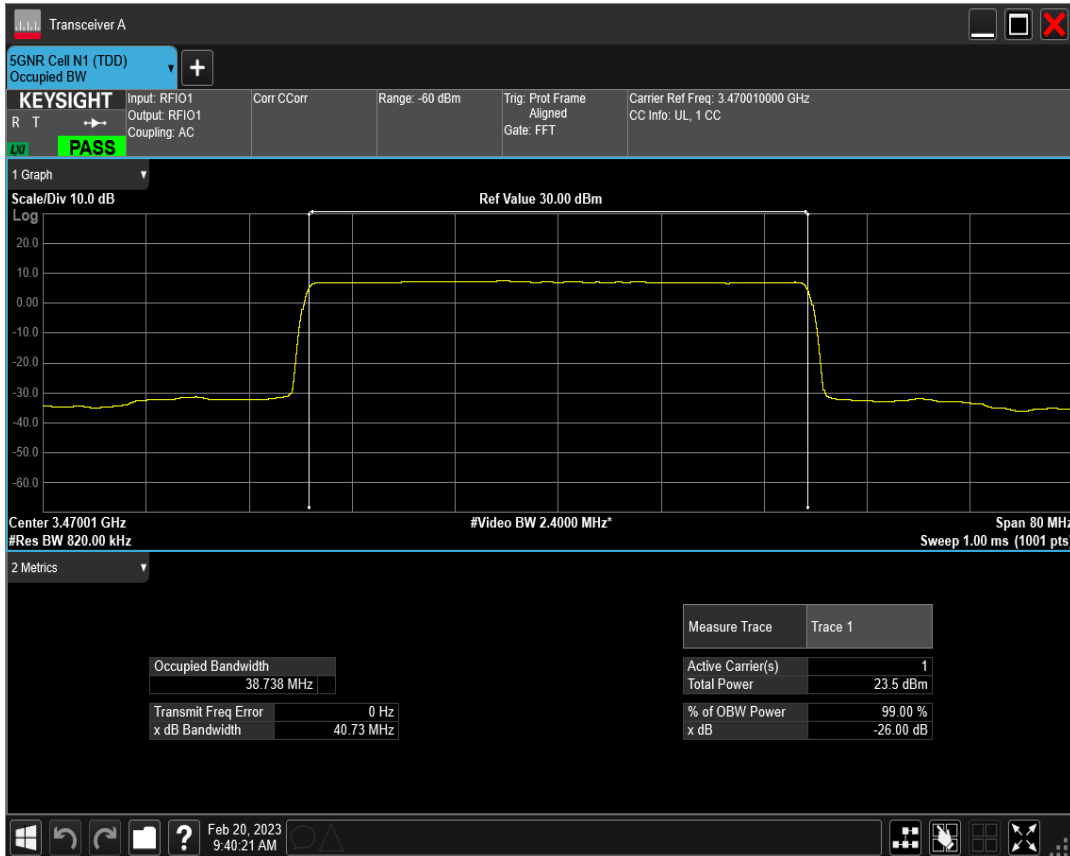 Transceiver A
5GNR Cell N1 (TDD)
Occupied BW
+
KEYSIGHT
R T
LXI
PASS
Input: RFIO1
Output: RFIO1
Coupling: AC
Corr CCorr
Range: -60 dBm
Trig: Prot Frame
Aligned
Gate: FFT
Carrier Ref Freq: 3.470010000 GHz
CC Info: UL, 1 CC
1 Graph
Scale/Div 10.0 dB
Ref Value 30.00 dBm
Log
20.0
10.0
0.00
-10.0
-20.0
-30.0
-40.0
-50.0
-60.0
Center 3.47001 GHz
#Video BW 2.4000 MHz*
Span 80 MHz
#Res BW 820.00 kHz
Sweep 1.00 ms (1001 pts)
2 Metrics
Measure Trace Trace 1
Occupied Bandwidth
38.738 MHz
Transmit Freq Error 0 Hz
x dB Bandwidth 40.73 MHz
Active Carrier(s) 1
Total Power 23.5 dBm
% of OBW Power 99.00 %
x dB -26.00 dB
?
Feb 20, 2023
9:40:21 AM